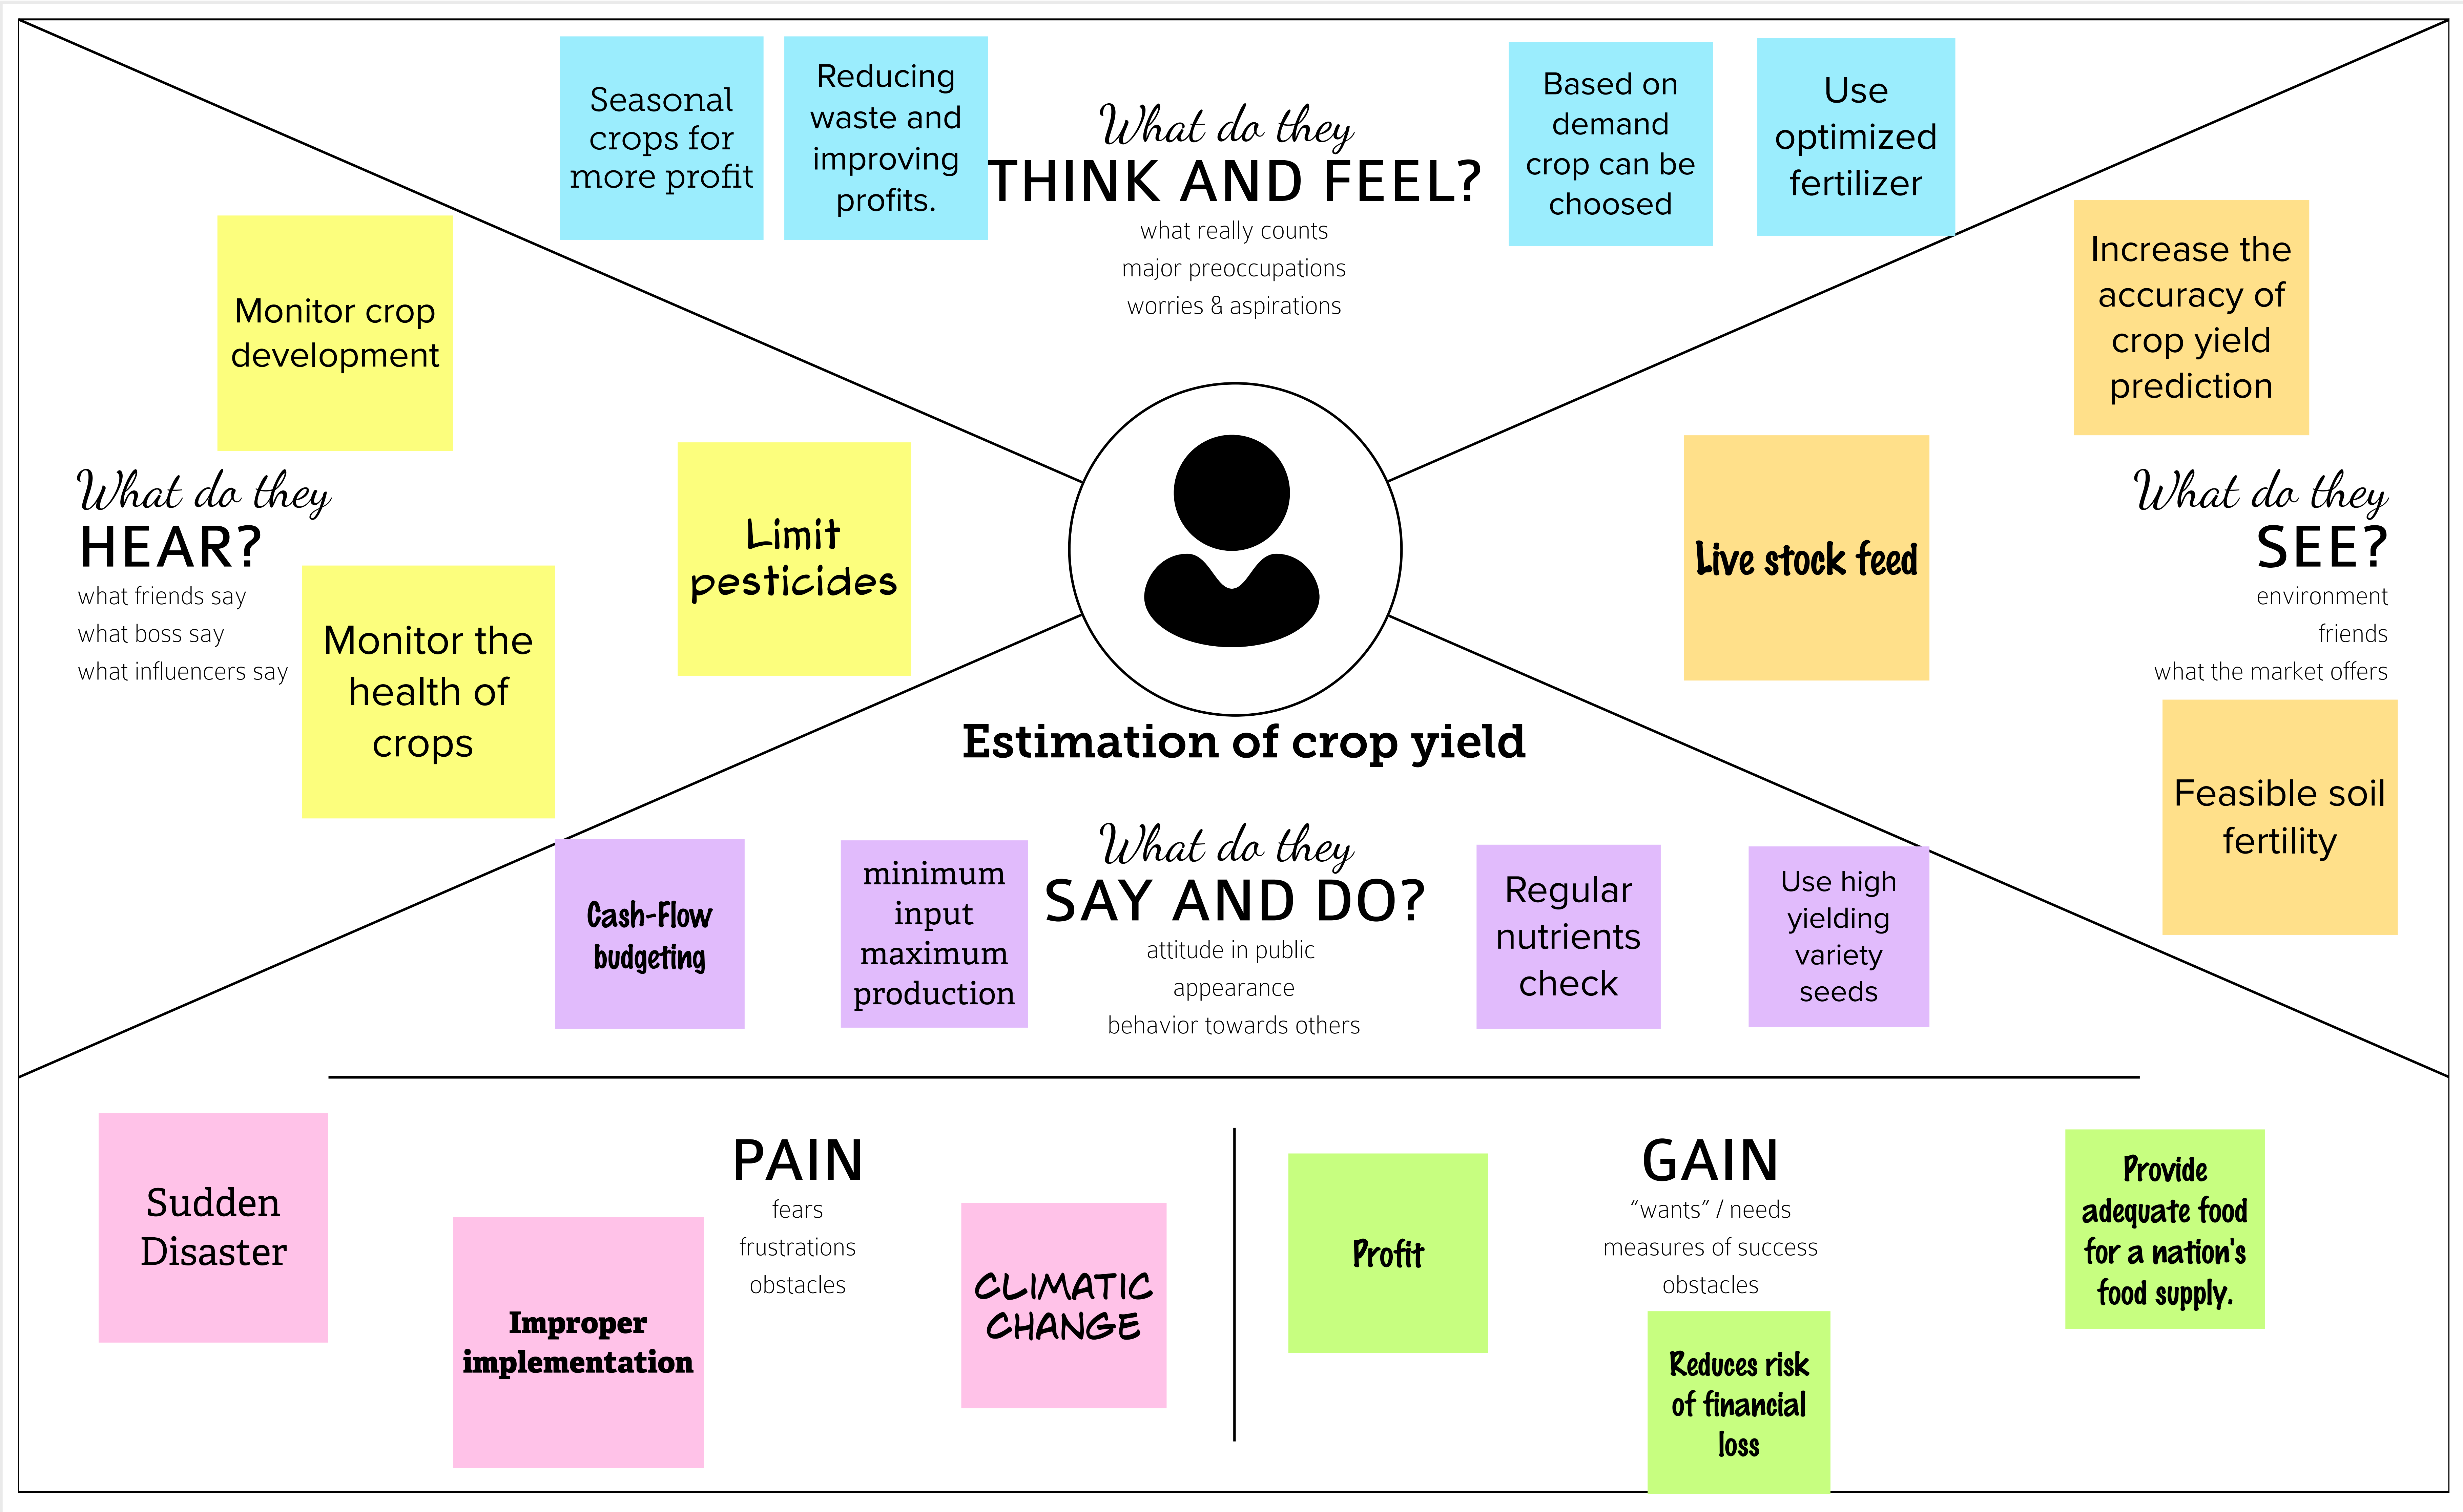 Seasonal
crops for
more profit
Reducing
waste and
improving
profits.
What do they
THINK AND FEEL?
what really counts
major preoccupations
worries & aspirations
Based on
demand
crop can be
choosed
Use
optimized
fertilizer
Monitor crop
development
What do they
HEAR?
what friends say
what boss say
what influencers say
Monitor the
health of
crops
Limit
pesticides
Increase the
accuracy of
crop yield
prediction
Live stock feed
What do they
SEE?
environment
friends
what the market offers
Feasible soil
fertility
Estimation of crop yield
Cash-Flow
budgeting
minimum
input
maximum
production
What do they
SAY AND DO?
attitude in public
appearance
behavior towards others
Regular
nutrients
check
Use high
yielding
variety
seeds
Sudden
Disaster
Improper
implementation
PAIN
fears
frustrations
obstacles
CLIMATIC
CHANGE
Profit
GAIN
“wants” / needs
measures of success
obstacles
Reduces risk
of financial
loss
Provide
adequate food
for a nation's
food supply.